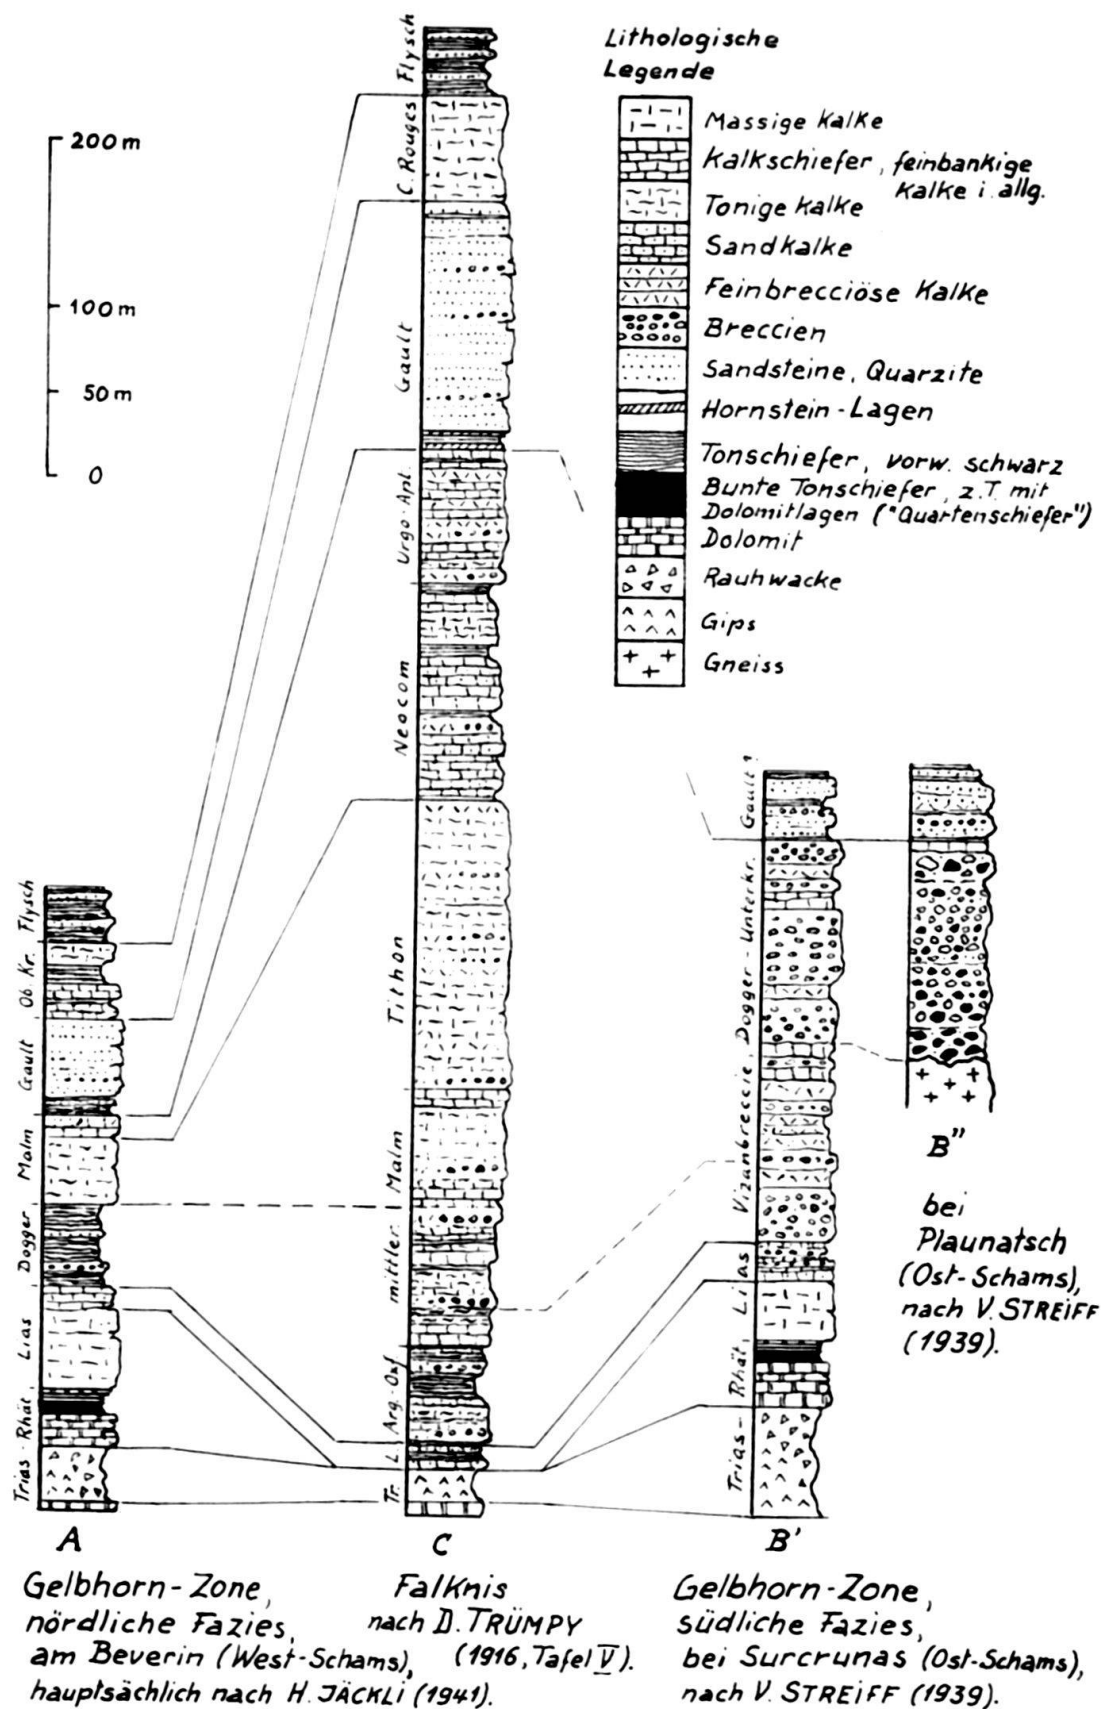 Lithologische
Legende
Massige Kalke
Kalkschiefer, feinbankige
Kalke i. allg.
Tonige Kalke
Sandkalke
Feinbrecciöse Kalke
Breccien
Sandsteine, Quarzite
Hornstein-Lagen
Tonschiefer, vorw. schwarz
Bunte Tonschiefer, z.T. mit
Dolomitlagen ("Quartenschiefer")
Dolomit
Rauhwacke
Gips
Gneiss
200 m
100 m
50 m
0
Flysch
Ob. Kr.
Gault
Malm
Dogger
Lias
Trias - Rhät.
Flysch
C. Rouges
Gault
Urgo-Apt.
Neocom
Tithon
mittler. Malm
Arg.-Oxf.
L.
Tr.
Gault?
Vizanbreccie, Dogger-Unterkr.
Lias
Trias - Rhät.
A
C
B'
B"
bei
Plaunatsch
(Ost-Schams),
nach V. STREIFF
(1939).
Gelbhorn-Zone,
nördliche Fazies,
am Beverin (West-Schams),
hauptsächlich nach H. JÄCKLI (1941).
Falknis
nach D. TRÜMPY
(1916, Tafel V).
Gelbhorn-Zone,
südliche Fazies,
bei Surcrunas (Ost-Schams),
nach V. STREIFF (1939).